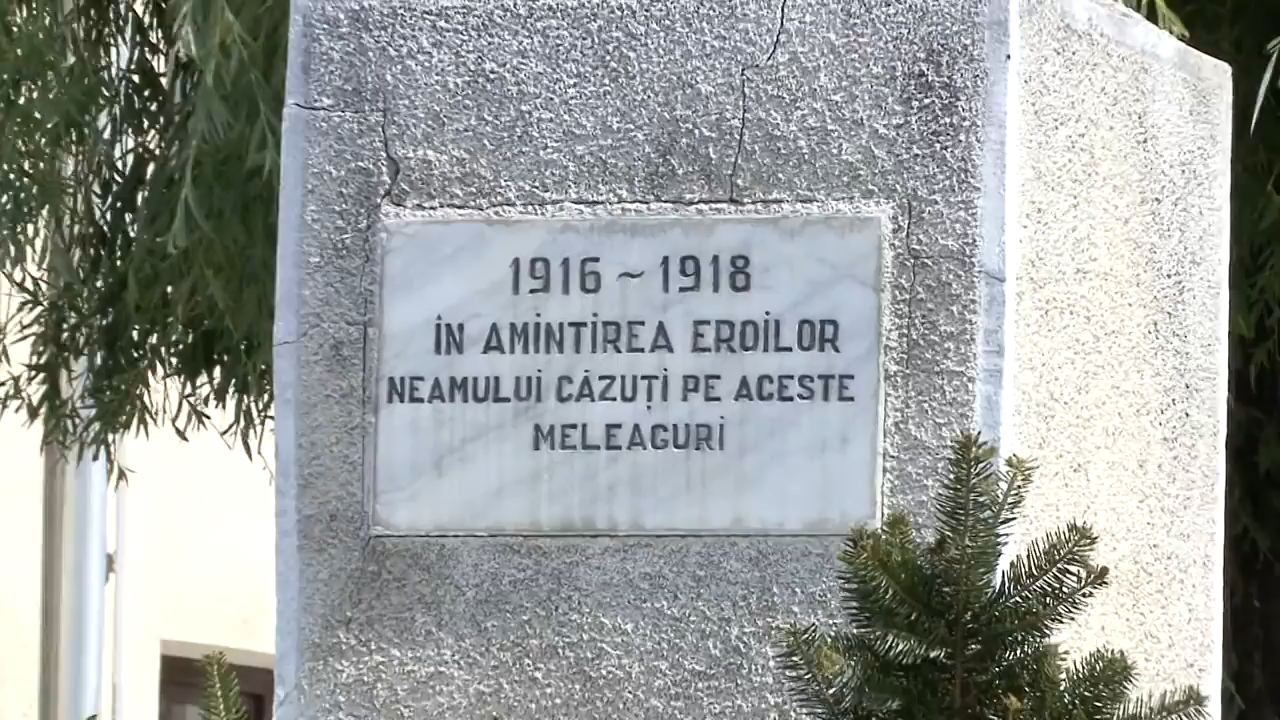 1916 ~ 1918
ÎN AMINTIREA EROILOR
NEAMULUI CĂZUȚI PE ACESTE
MELEAGURI